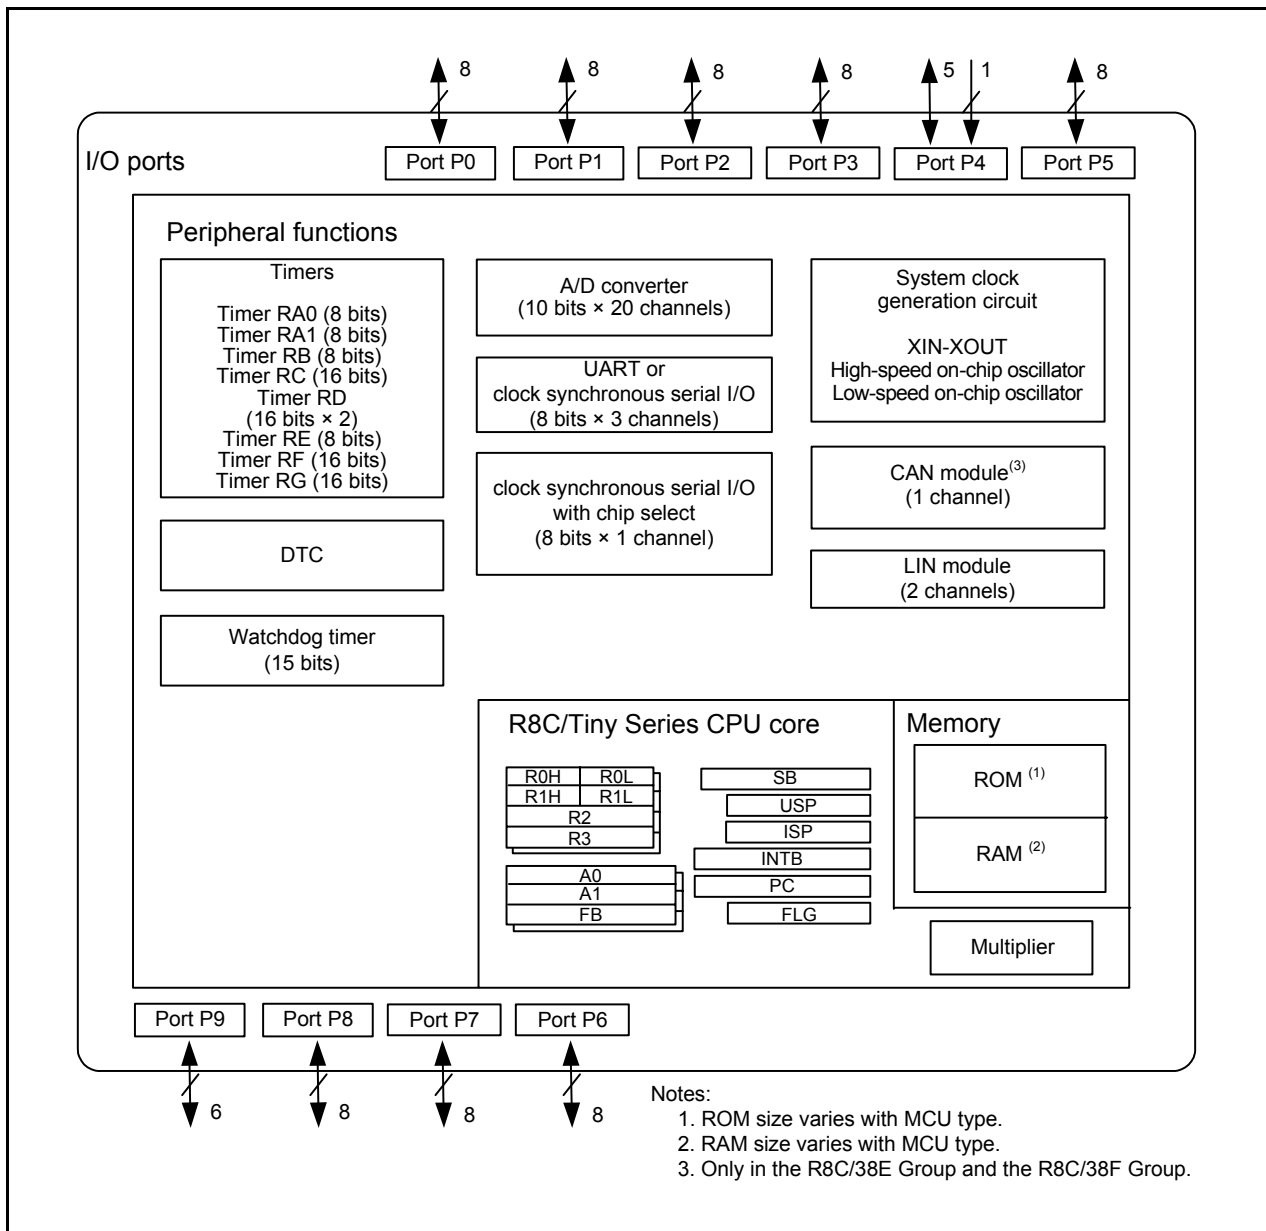 8 8 8 8 5 1 8
I/O ports
Port P0 Port P1 Port P2 Port P3 Port P4 Port P5
Peripheral functions
Timers
Timer RA0 (8 bits)
Timer RA1 (8 bits)
Timer RB (8 bits)
Timer RC (16 bits)
Timer RD
(16 bits × 2)
Timer RE (8 bits)
Timer RF (16 bits)
Timer RG (16 bits)
DTC
Watchdog timer
(15 bits)
A/D converter
(10 bits × 20 channels)
UART or
clock synchronous serial I/O
(8 bits × 3 channels)
clock synchronous serial I/O
with chip select
(8 bits × 1 channel)
System clock
generation circuit
XIN-XOUT
High-speed on-chip oscillator
Low-speed on-chip oscillator
CAN module(3)
(1 channel)
LIN module
(2 channels)
R8C/Tiny Series CPU core
R0H R0L
R1H R1L
R2
R3
A0
A1
FB
SB
USP
ISP
INTB
PC
FLG
Memory
ROM (1)
RAM (2)
Multiplier
Port P9 Port P8 Port P7 Port P6
6 8 8 8
Notes:
1. ROM size varies with MCU type.
2. RAM size varies with MCU type.
3. Only in the R8C/38E Group and the R8C/38F Group.